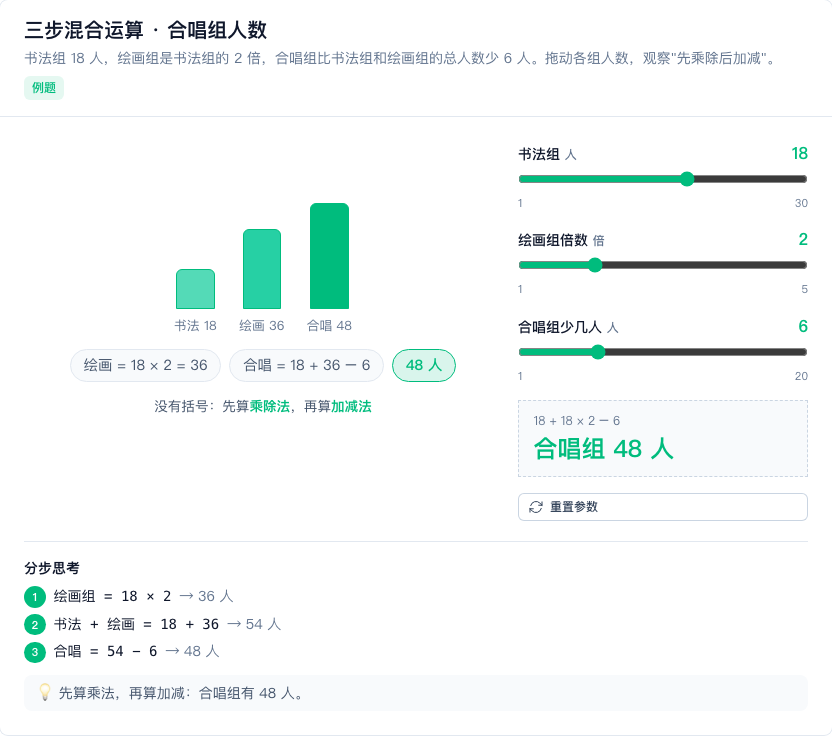 三步混合运算 · 合唱组人数
书法组 18 人，绘画组是书法组的 2 倍，合唱组比书法组和绘画组的总人数少 6 人。拖动各组人数，观察"先乘除后加减"。
例题
书法 18
绘画 36
合唱 48
绘画 = 18 × 2 = 36
合唱 = 18 + 36 − 6
48 人
没有括号：先算乘除法，再算加减法
书法组 人
18
1
30
绘画组倍数 倍
2
1
5
合唱组少几人 人
6
1
20
18 + 18 × 2 − 6
合唱组 48 人
重置参数
分步思考
1 绘画组 = 18 × 2 → 36 人
2 书法 + 绘画 = 18 + 36 → 54 人
3 合唱 = 54 − 6 → 48 人
💡 先算乘法，再算加减：合唱组有 48 人。